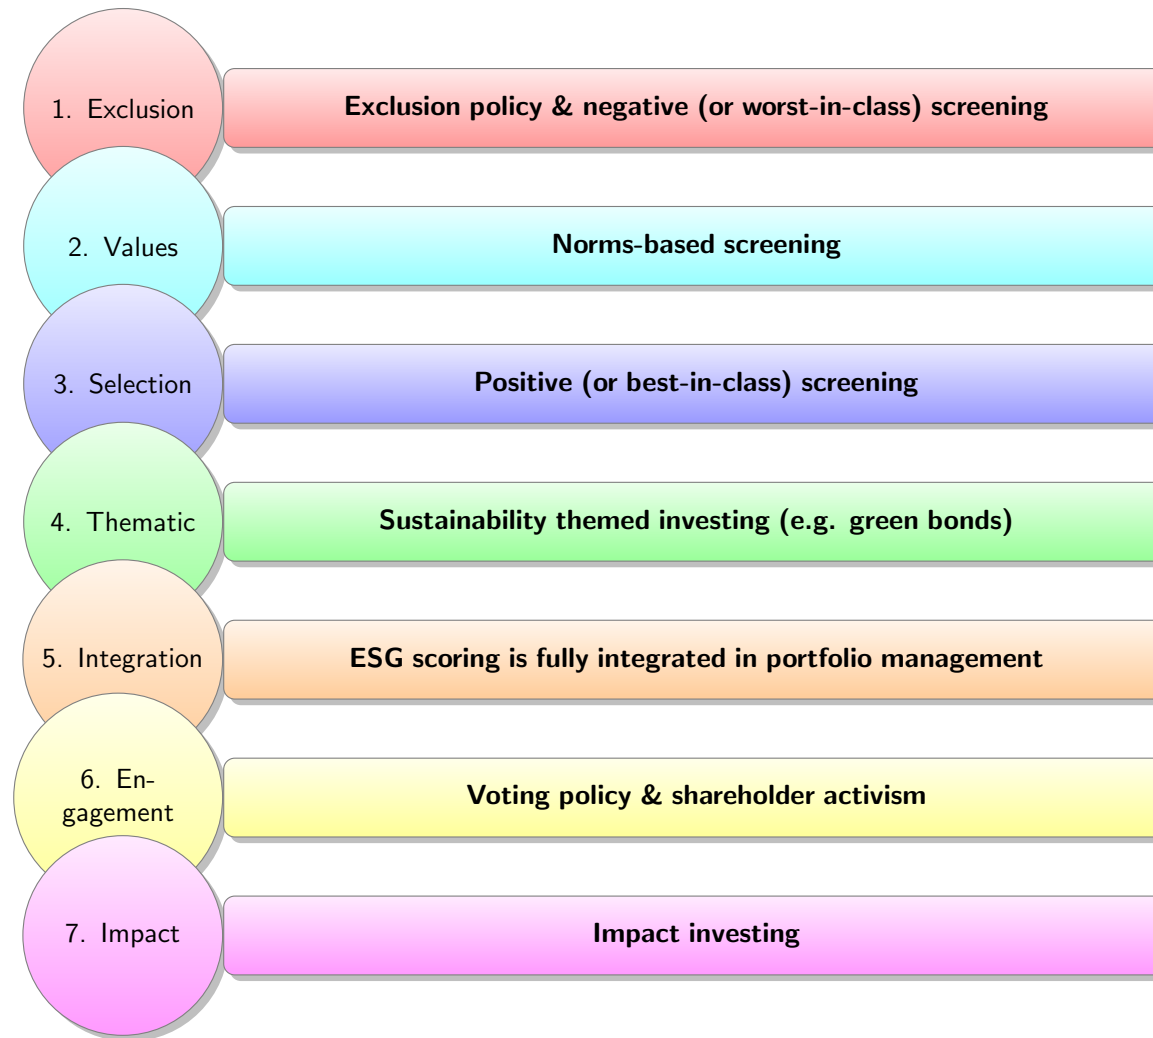 1. Exclusion
Exclusion policy & negative (or worst-in-class) screening
2. Values
Norms-based screening
3. Selection
Positive (or best-in-class) screening
4. Thematic
Sustainability themed investing (e.g. green bonds)
5. Integration
ESG scoring is fully integrated in portfolio management
6. En-
gagement
Voting policy & shareholder activism
7. Impact
Impact investing